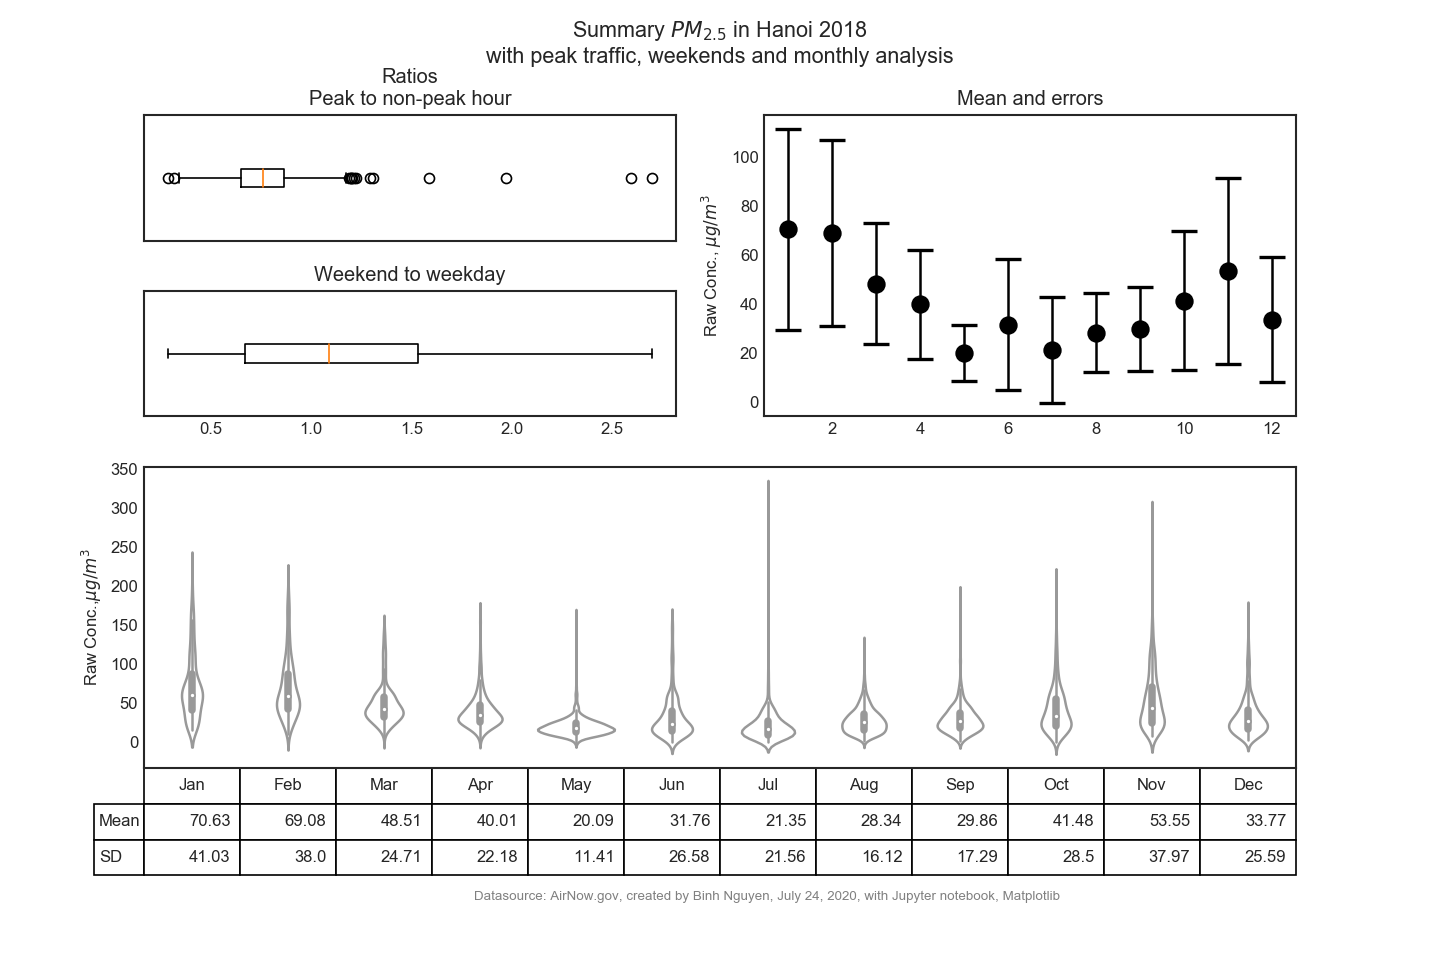 Summary PM2.5 in Hanoi 2018
with peak traffic, weekends and monthly analysis
Ratios
Peak to non-peak hour
Weekend to weekday
0.5 1.0 1.5 2.0 2.5
Mean and errors
Raw Conc., μg/m³
100
80
60
40
20
0
2 4 6 8 10 12
Raw Conc.,μg/m³
350
300
250
200
150
100
50
0
Jan Feb Mar Apr May Jun Jul Aug Sep Oct Nov Dec
Mean 70.63 69.08 48.51 40.01 20.09 31.76 21.35 28.34 29.86 41.48 53.55 33.77
SD 41.03 38.0 24.71 22.18 11.41 26.58 21.56 16.12 17.29 28.5 37.97 25.59
Datasource: AirNow.gov, created by Binh Nguyen, July 24, 2020, with Jupyter notebook, Matplotlib